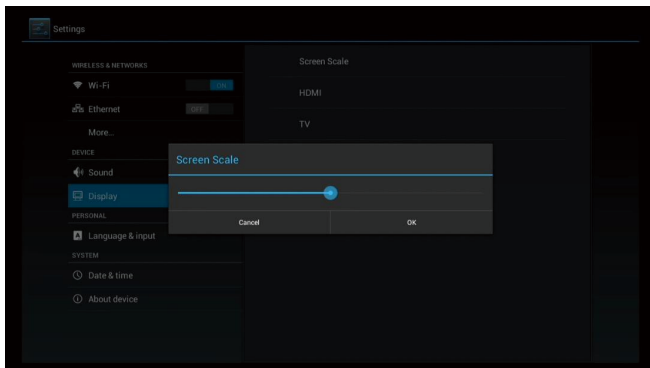 Settings
WIRELESS & NETWORKS
Wi-Fi ON
Ethernet OFF
More...
DEVICE
Sound
Display
PERSONAL
A Language & input
SYSTEM
Date & time
About device
Screen Scale
HDMI
TV
Screen Scale
Cancel OK